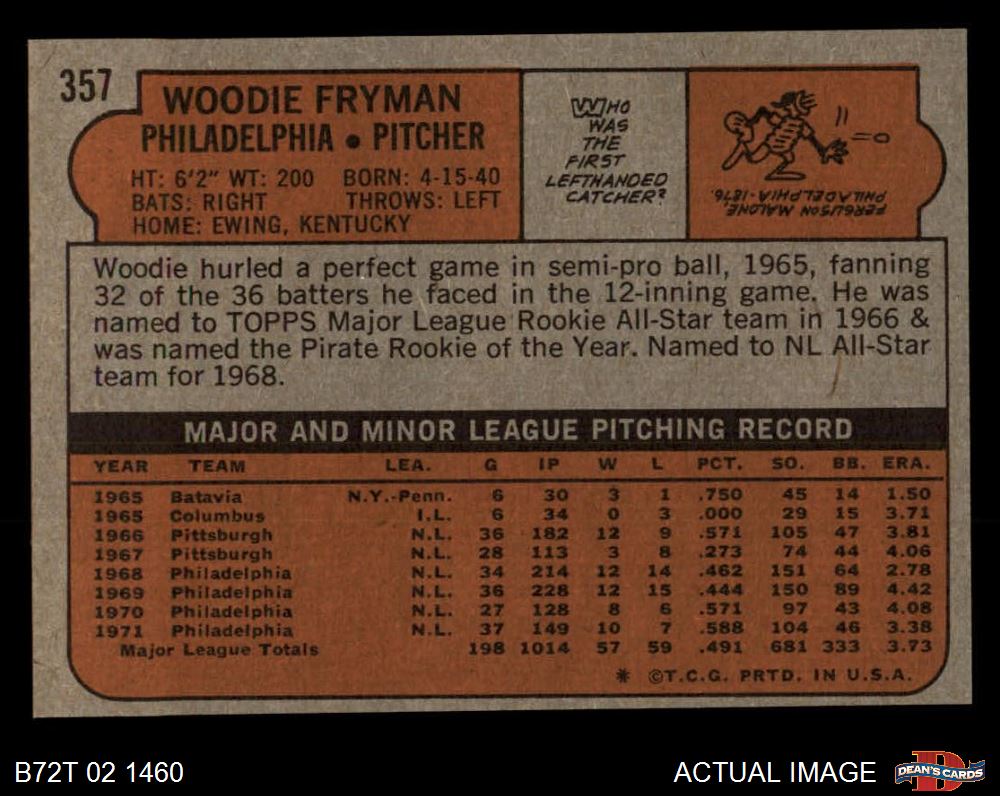 357
WOODIE FRYMAN
PHILADELPHIA • PITCHER
HT: 6'2" WT: 200 BORN: 4-15-40
BATS: RIGHT THROWS: LEFT
HOME: EWING, KENTUCKY
WHO
WAS
THE
FIRST
LEFTHANDED
CATCHER?
FERGUSON MALONE,
PHILADELPHIA-1876.
Woodie hurled a perfect game in semi-pro ball, 1965, fanning
32 of the 36 batters he faced in the 12-inning game. He was
named to TOPPS Major League Rookie All-Star team in 1966 &
was named the Pirate Rookie of the Year. Named to NL All-Star
team for 1968.
MAJOR AND MINOR LEAGUE PITCHING RECORD
YEAR TEAM LEA. G IP W L PCT. SO. BB. ERA.
1965 Batavia N.Y.-Penn. 6 30 3 1 .750 45 14 1.50
1965 Columbus I.L. 6 34 0 3 .000 29 15 3.71
1966 Pittsburgh N.L. 36 182 12 9 .571 105 47 3.81
1967 Pittsburgh N.L. 28 113 3 8 .273 74 44 4.06
1968 Philadelphia N.L. 34 214 12 14 .462 151 64 2.78
1969 Philadelphia N.L. 36 228 12 15 .444 150 89 4.42
1970 Philadelphia N.L. 27 128 8 6 .571 97 43 4.08
1971 Philadelphia N.L. 37 149 10 7 .588 104 46 3.38
Major League Totals 198 1014 57 59 .491 681 333 3.73
* ©T.C.G. PRTD. IN U.S.A.
B72T 02 1460
ACTUAL IMAGE
D
DEAN'S CARDS